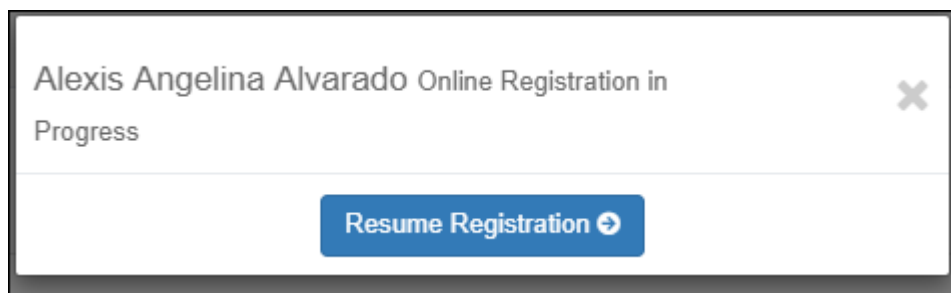 Alexis Angelina Alvarado Online Registration in
Progress
Resume Registration